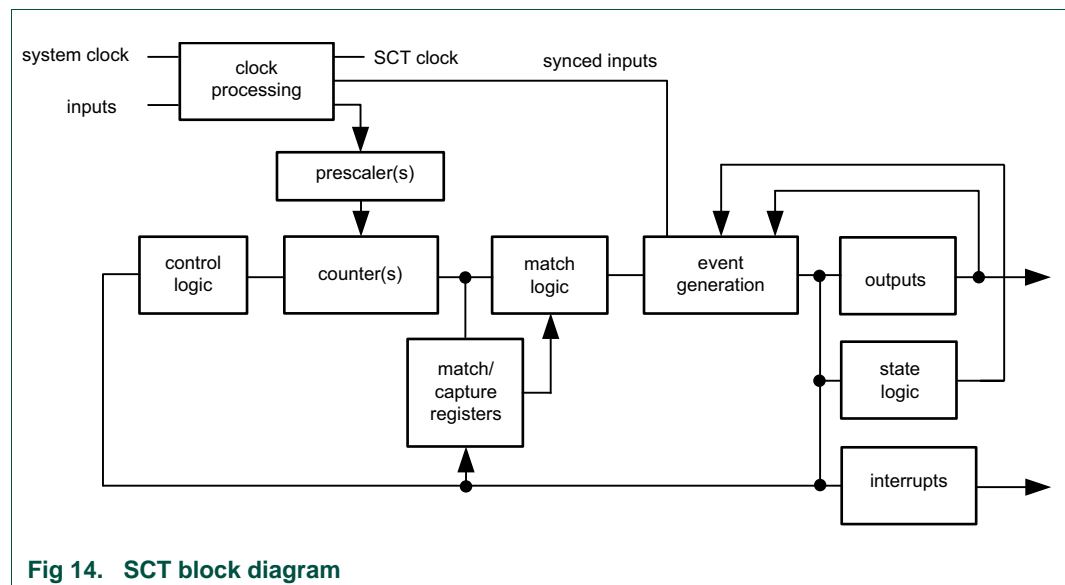 system clock
inputs
clock
processing
SCT clock
synced inputs
prescaler(s)
control
logic
counter(s)
match
logic
event
generation
outputs
match/
capture
registers
state
logic
interrupts
Fig 14. SCT block diagram